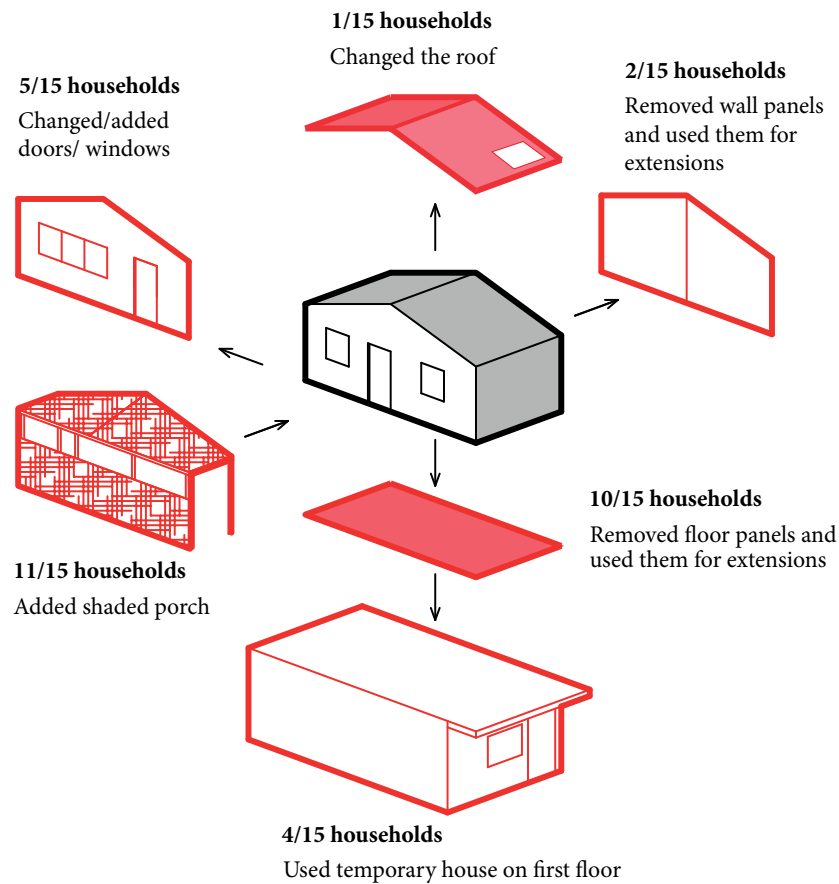 1/15 households
Changed the roof
5/15 households
Changed/added
doors/ windows
2/15 households
Removed wall panels
and used them for
extensions
10/15 households
Removed floor panels and
used them for extensions
11/15 households
Added shaded porch
4/15 households
Used temporary house on first floor